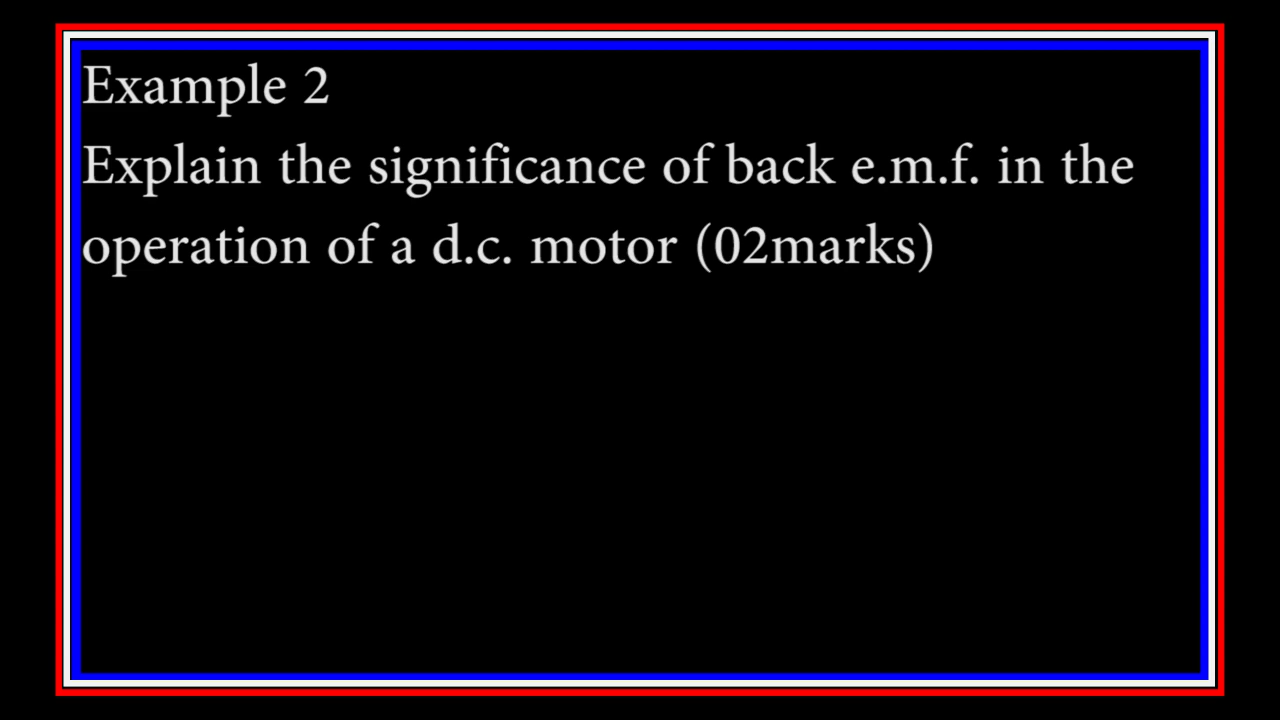 Example 2
Explain the significance of back e.m.f. in the
operation of a d.c. motor (02marks)